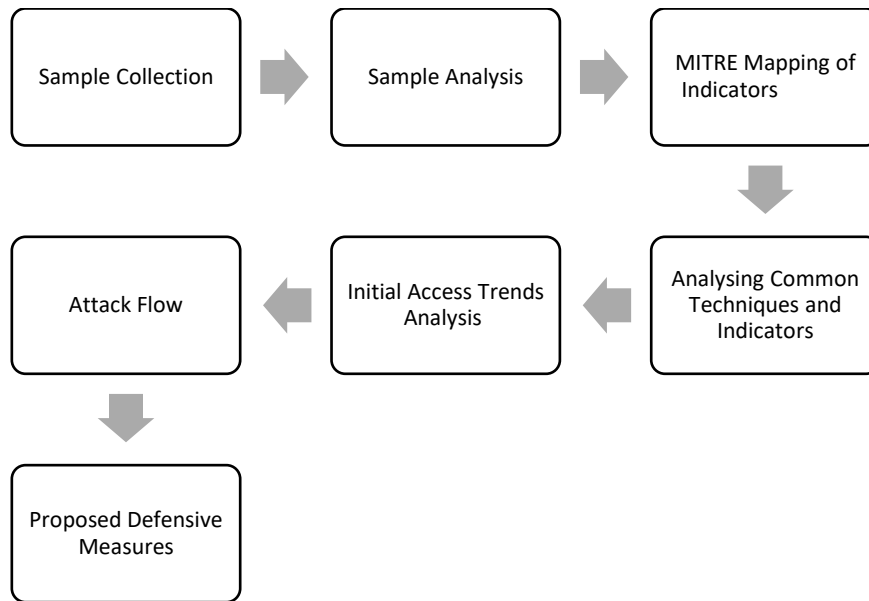 Sample Collection
Sample Analysis
MITRE Mapping of
Indicators
Analysing Common
Techniques and
Indicators
Initial Access Trends
Analysis
Attack Flow
Proposed Defensive
Measures